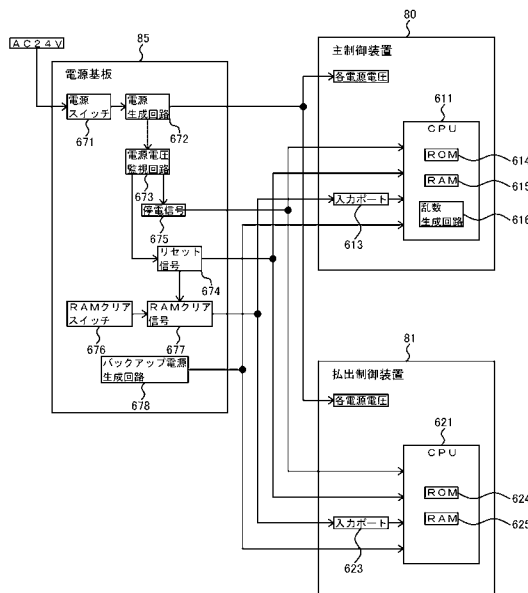 AC24V
85
電源基板
電源
スイッチ
671
電源
生成回路
672
電源電圧
監視回路
673
停電信号
675
リセット
信号
674
RAMクリア
スイッチ
676
RAMクリア
信号
677
バックアップ電源
生成回路
678
80
主制御装置
各電源電圧
611
CPU
ROM
614
RAM
615
乱数
生成回路
616
入力ポート
613
81
払出制御装置
各電源電圧
621
CPU
ROM
624
RAM
625
入力ポート
623